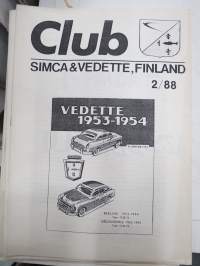 Club
SIMCA&VEDETTE, FINLAND
2/88
VEDETTE
1953-1954